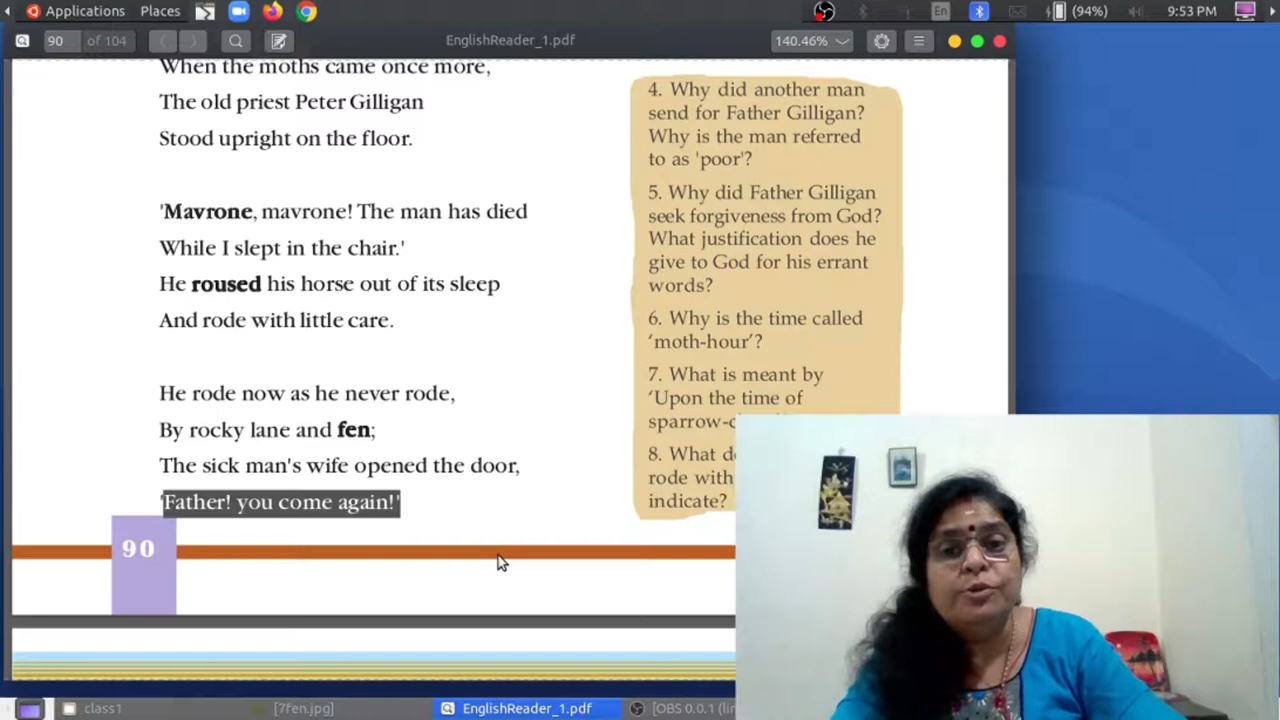 Applications Places En (94%) 9:53 PM
90 of 104 EnglishReader_1.pdf 140.46%
When the moths came once more,
The old priest Peter Gilligan
Stood upright on the floor.
'Mavrone, mavrone! The man has died
While I slept in the chair.'
He roused his horse out of its sleep
And rode with little care.
He rode now as he never rode,
By rocky lane and fen;
The sick man's wife opened the door,
'Father! you come again!'
90
4. Why did another man
send for Father Gilligan?
Why is the man referred
to as 'poor'?
5. Why did Father Gilligan
seek forgiveness from God?
What justification does he
give to God for his errant
words?
6. Why is the time called
‘moth-hour’?
7. What is meant by
‘Upon the time of
8. What
rode with
indicate?
class1 [7fen.jpg] EnglishReader_1.pdf [OBS 0.0.1 (lin